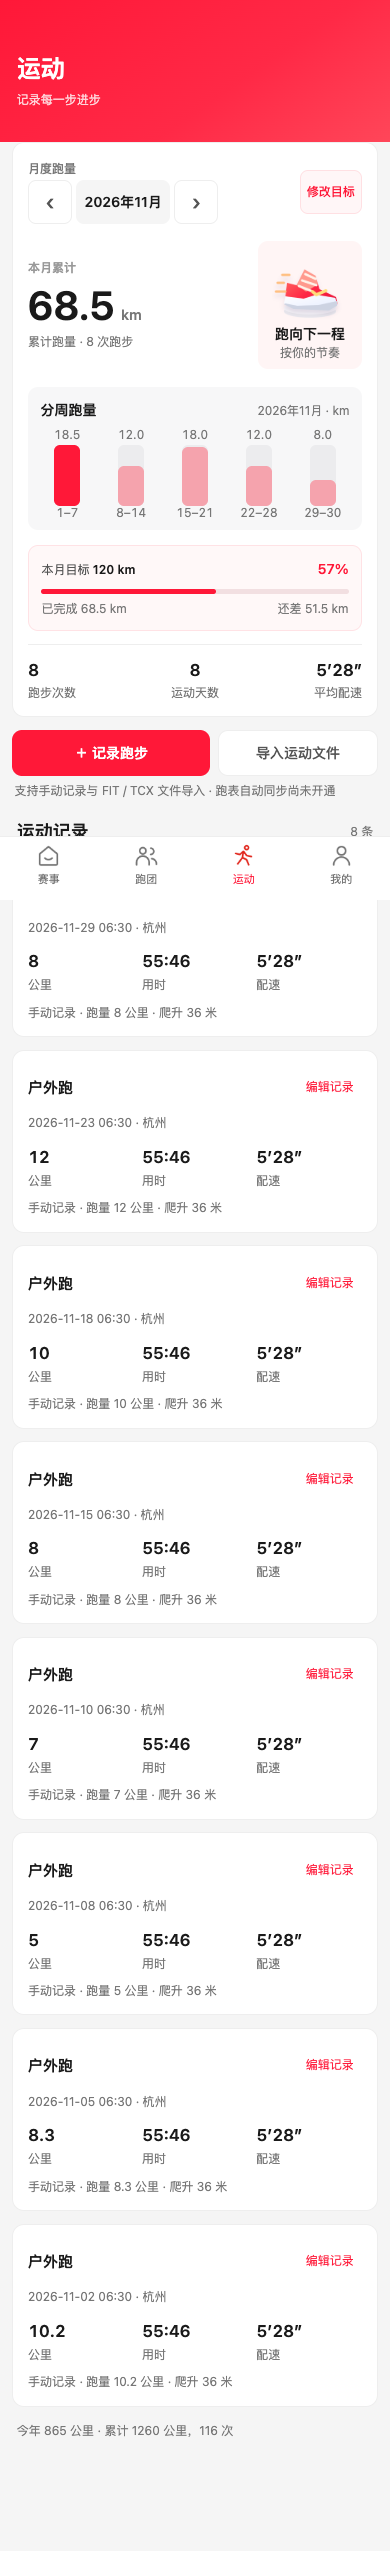 运动
记录每一步进步
月度跑量
‹ 2026年11月 ›
修改目标
本月累计
68.5 km
累计跑量 · 8 次跑步
跑向下一程
按你的节奏
分周跑量 2026年11月 · km
18.5 12.0 18.0 12.0 8.0
1–7 8–14 15–21 22–28 29–30
本月目标 120 km 57%
已完成 68.5 km 还差 51.5 km
8 8 5′28″
跑步次数 运动天数 平均配速
+ 记录跑步 导入运动文件
支持手动记录与 FIT / TCX 文件导入 · 跑表自动同步尚未开通
运动记录 8 条
赛事 跑团 运动 我的
2026-11-29 06:30 · 杭州
8 55:46 5′28″
公里 用时 配速
手动记录 · 跑量 8 公里 · 爬升 36 米
户外跑 编辑记录
2026-11-23 06:30 · 杭州
12 55:46 5′28″
公里 用时 配速
手动记录 · 跑量 12 公里 · 爬升 36 米
户外跑 编辑记录
2026-11-18 06:30 · 杭州
10 55:46 5′28″
公里 用时 配速
手动记录 · 跑量 10 公里 · 爬升 36 米
户外跑 编辑记录
2026-11-15 06:30 · 杭州
8 55:46 5′28″
公里 用时 配速
手动记录 · 跑量 8 公里 · 爬升 36 米
户外跑 编辑记录
2026-11-10 06:30 · 杭州
7 55:46 5′28″
公里 用时 配速
手动记录 · 跑量 7 公里 · 爬升 36 米
户外跑 编辑记录
2026-11-08 06:30 · 杭州
5 55:46 5′28″
公里 用时 配速
手动记录 · 跑量 5 公里 · 爬升 36 米
户外跑 编辑记录
2026-11-05 06:30 · 杭州
8.3 55:46 5′28″
公里 用时 配速
手动记录 · 跑量 8.3 公里 · 爬升 36 米
户外跑 编辑记录
2026-11-02 06:30 · 杭州
10.2 55:46 5′28″
公里 用时 配速
手动记录 · 跑量 10.2 公里 · 爬升 36 米
今年 865 公里 · 累计 1260 公里，116 次